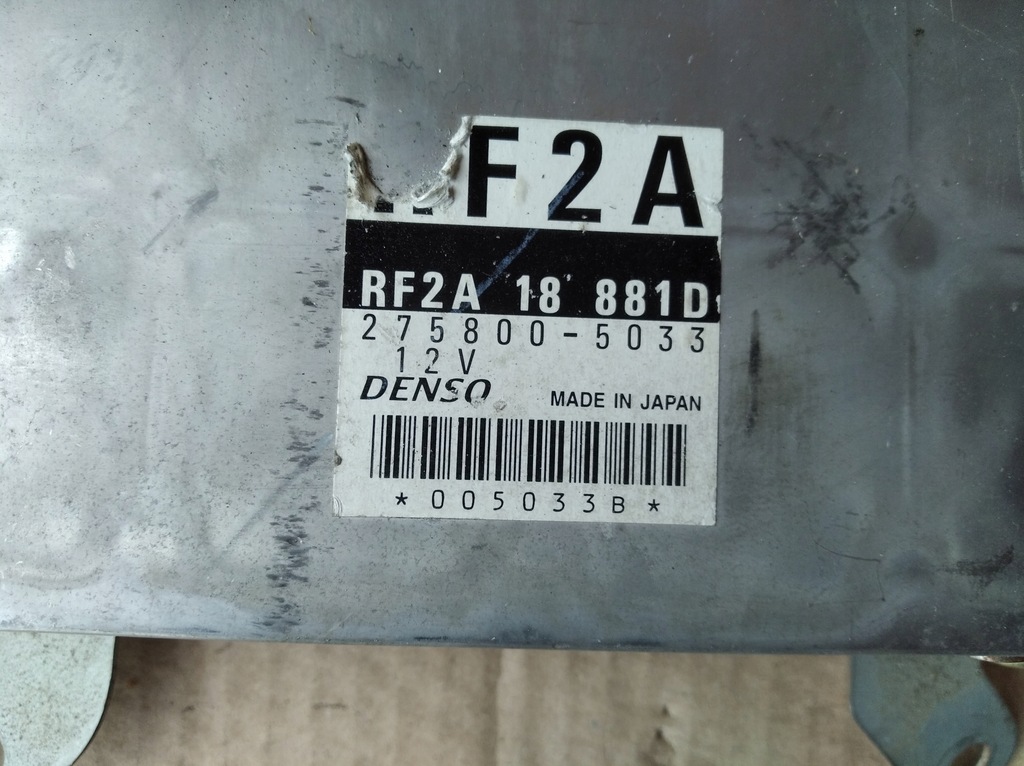 F2A
RF2A 18 881D
275800-5033
12V
DENSO
MADE IN JAPAN
*005033B*